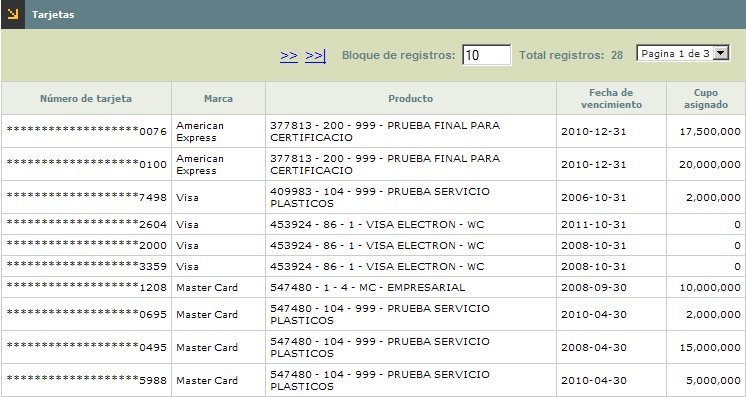 Tarjetas
>> >>| Bloque de registros: 10 Total registros: 28 Pagina 1 de 3
Número de tarjeta Marca Producto Fecha de vencimiento Cupo asignado
*******************0076 American Express 377813 - 200 - 999 - PRUEBA FINAL PARA CERTIFICACIO 2010-12-31 17,500,000
*******************0100 American Express 377813 - 200 - 999 - PRUEBA FINAL PARA CERTIFICACIO 2010-12-31 20,000,000
*******************7498 Visa 409983 - 104 - 999 - PRUEBA SERVICIO PLASTICOS 2006-10-31 2,000,000
*******************2604 Visa 453924 - 86 - 1 - VISA ELECTRON - WC 2011-10-31 0
*******************2000 Visa 453924 - 86 - 1 - VISA ELECTRON - WC 2008-10-31 0
*******************3359 Visa 453924 - 86 - 1 - VISA ELECTRON - WC 2008-10-31 0
*******************1208 Master Card 547480 - 1 - 4 - MC - EMPRESARIAL 2008-09-30 10,000,000
*******************0695 Master Card 547480 - 104 - 999 - PRUEBA SERVICIO PLASTICOS 2010-04-30 2,000,000
*******************0495 Master Card 547480 - 104 - 999 - PRUEBA SERVICIO PLASTICOS 2008-04-30 15,000,000
*******************5988 Master Card 547480 - 104 - 999 - PRUEBA SERVICIO PLASTICOS 2010-04-30 5,000,000